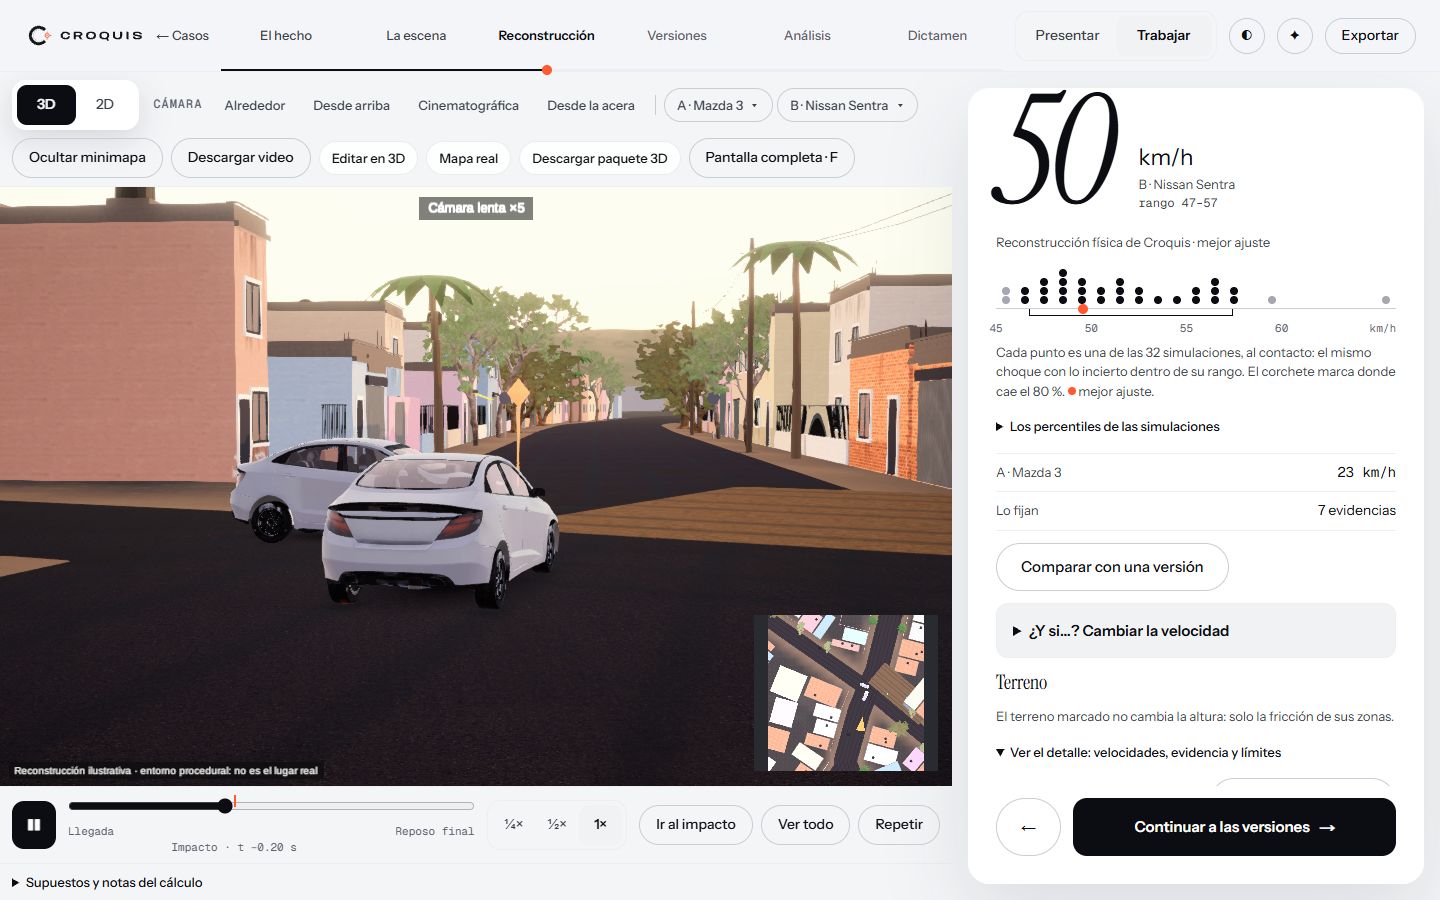 CROQUIS
← Casos
El hecho
La escena
Reconstrucción
Versiones
Análisis
Dictamen
Presentar
Trabajar
Exportar
3D
2D
CÁMARA
Alrededor
Desde arriba
Cinematográfica
Desde la acera
A · Mazda 3
B · Nissan Sentra
Ocultar minimapa
Descargar video
Editar en 3D
Mapa real
Descargar paquete 3D
Pantalla completa · F
Cámara lenta ×5
Reconstrucción ilustrativa - entorno procedural: no es el lugar real
Llegada
Reposo final
Impacto · t -0.20 s
¼×
½×
1×
Ir al impacto
Ver todo
Repetir
Supuestos y notas del cálculo
50
km/h
B · Nissan Sentra
rango 47-57
Reconstrucción física de Croquis · mejor ajuste
45
50
55
60
km/h
Cada punto es una de las 32 simulaciones, al contacto: el mismo
choque con lo incierto dentro de su rango. El corchete marca donde
cae el 80 %. mejor ajuste.
Los percentiles de las simulaciones
A · Mazda 3
23 km/h
Lo fijan
7 evidencias
Comparar con una versión
¿Y si...? Cambiar la velocidad
Terreno
El terreno marcado no cambia la altura: solo la fricción de sus zonas.
Ver el detalle: velocidades, evidencia y límites
←
Continuar a las versiones →